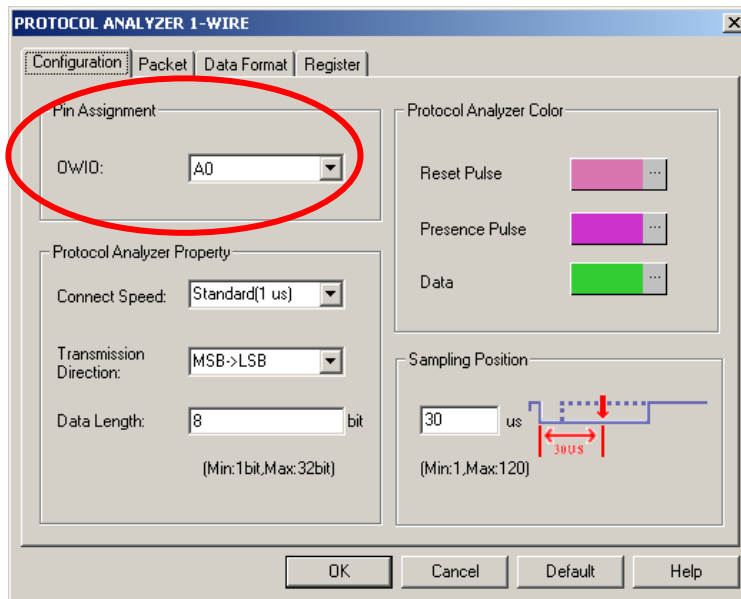 PROTOCOL ANALYZER 1-WIRE
Configuration Packet Data Format Register
Pin Assignment
OWIO: A0
Protocol Analyzer Property
Connect Speed: Standard(1 us)
Transmission
Direction: MSB->LSB
Data Length: 8 bit
(Min:1bit,Max:32bit)
Protocol Analyzer Color
Reset Pulse ...
Presence Pulse ...
Data ...
Sampling Position
30 us
30US
(Min:1,Max:120)
OK Cancel Default Help